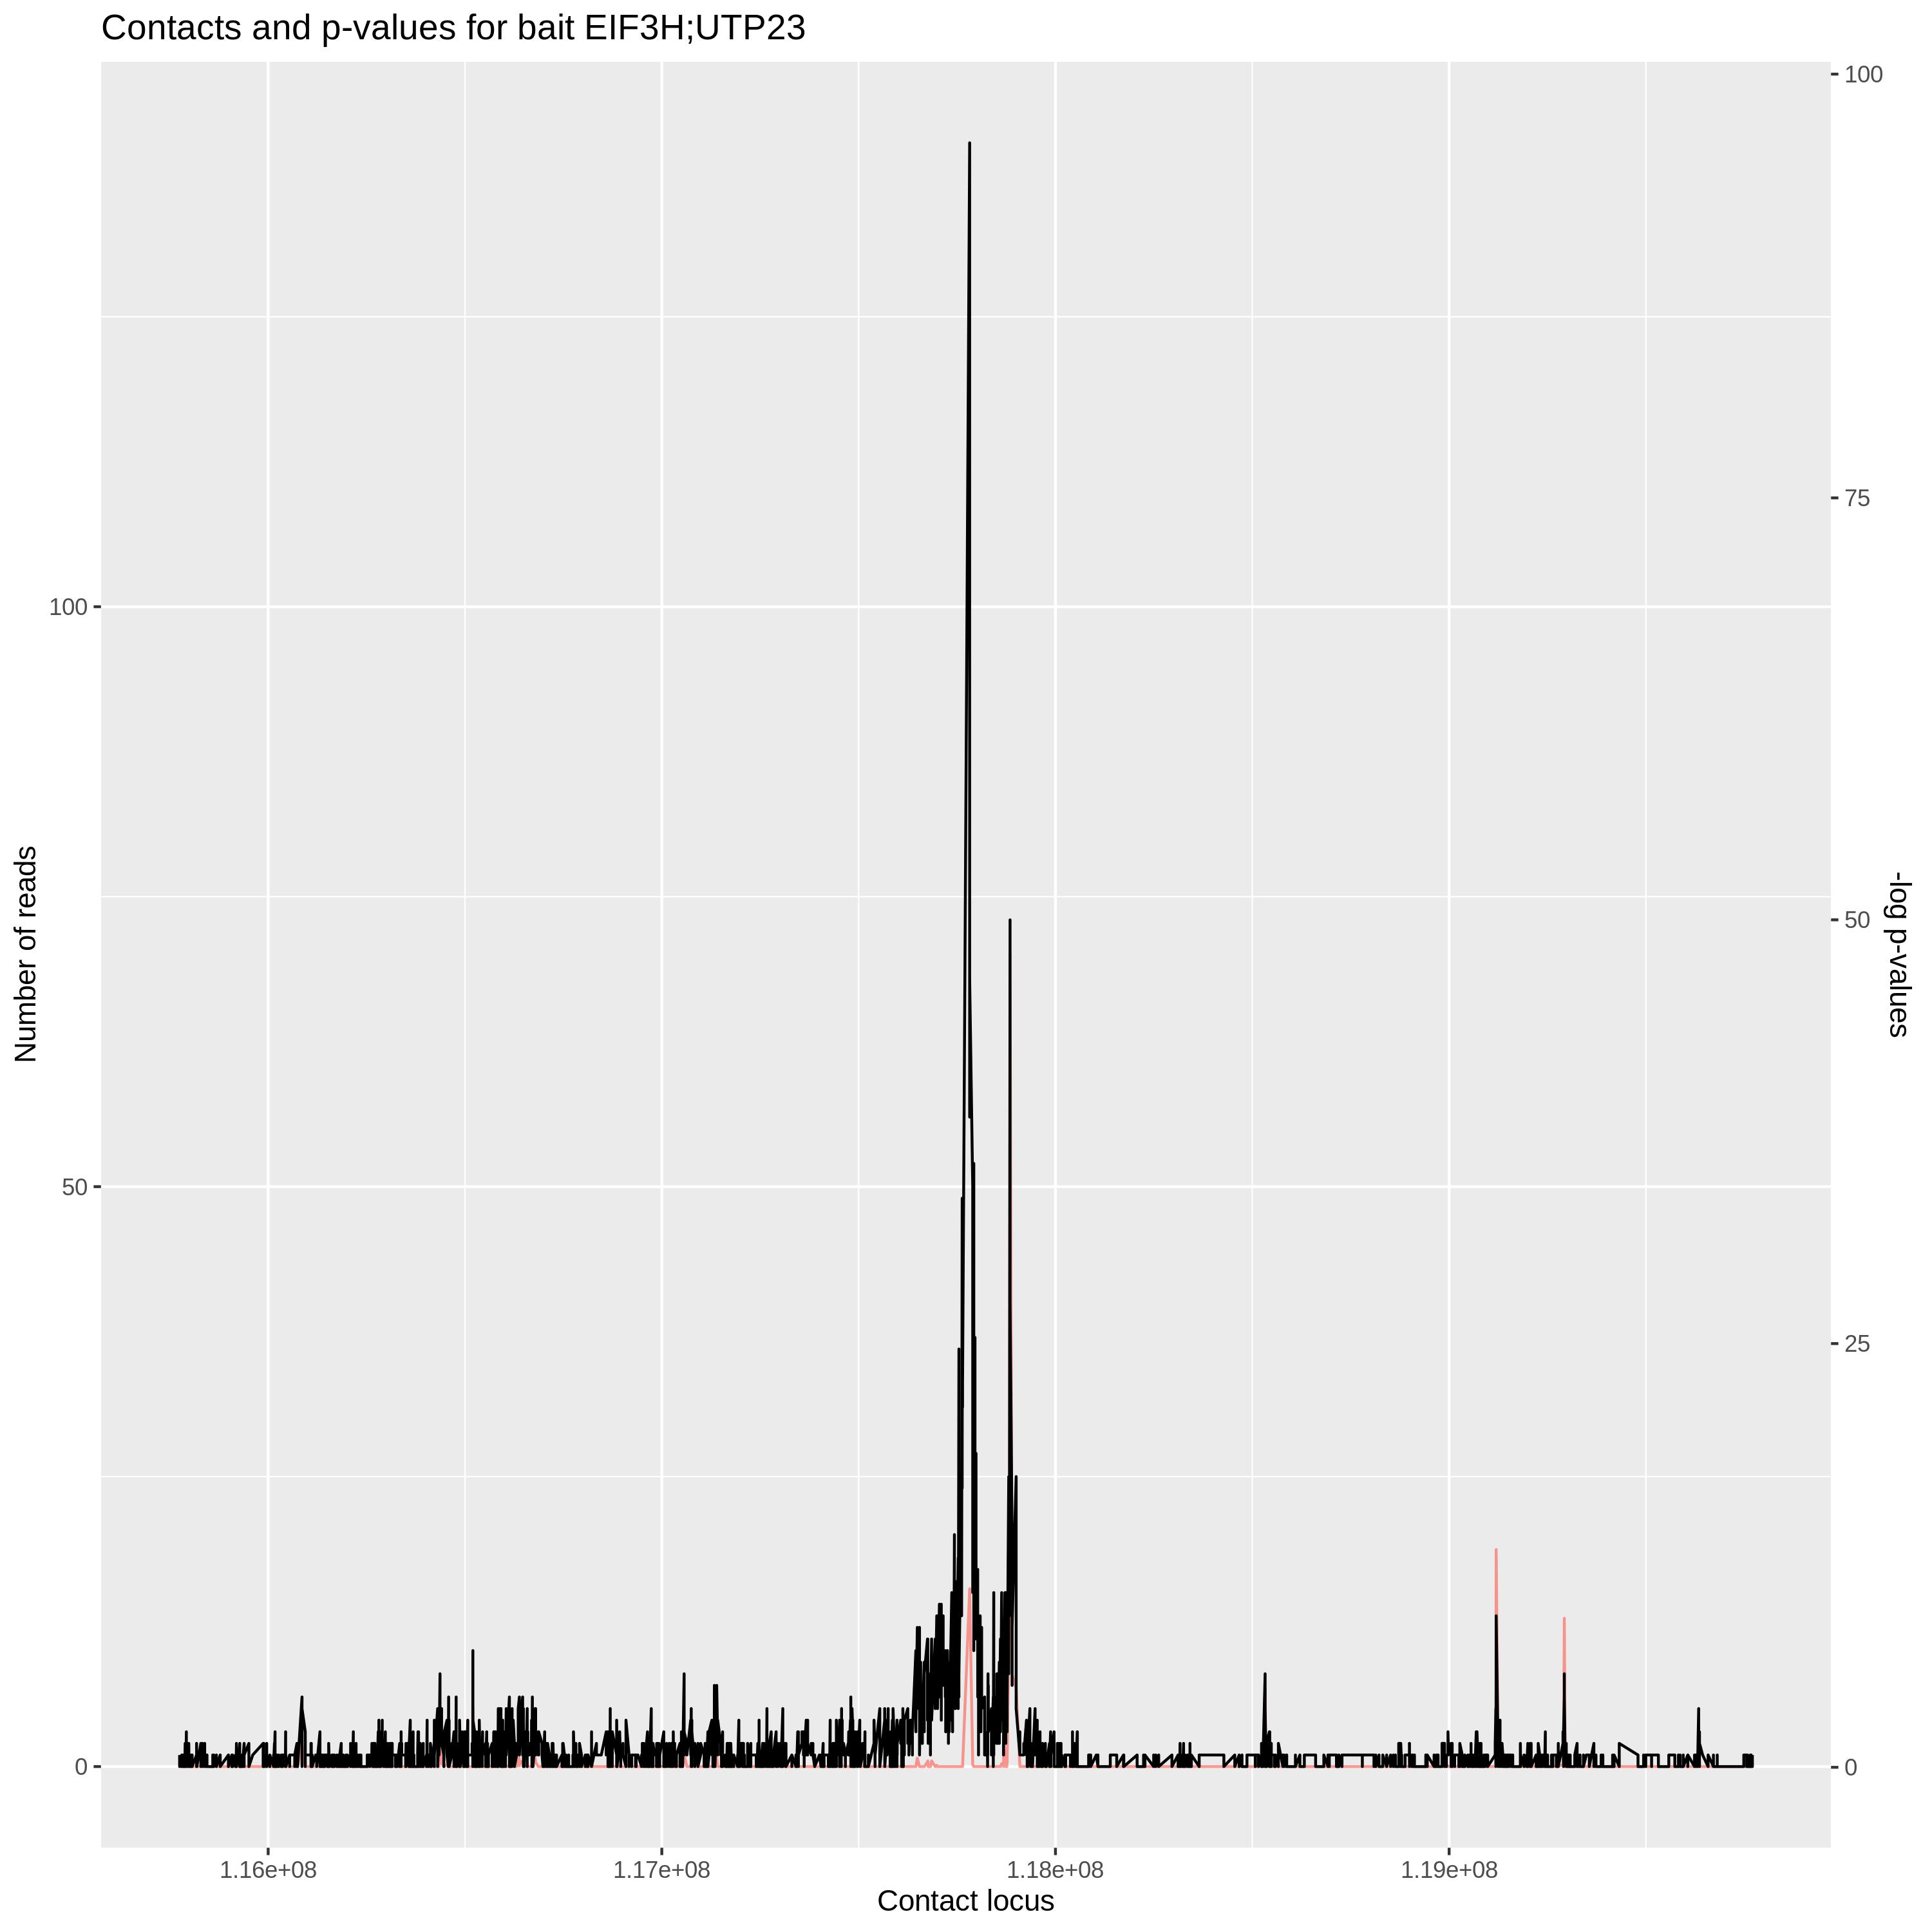 Contacts and p-values for bait EIF3H;UTP23
100
75
50
25
0
100
50
0
Number of reads
-log p-values
1.16e+08
1.17e+08
1.18e+08
1.19e+08
Contact locus